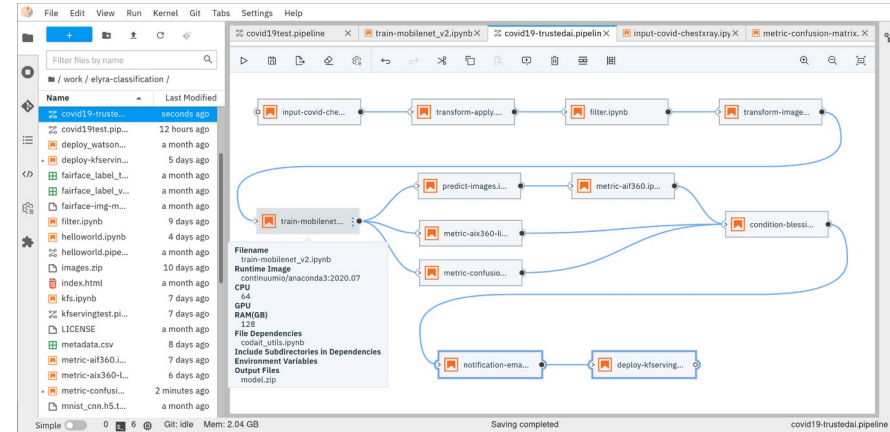 File Edit View Run Kernel Git Tabs Settings Help
covid19test.pipeline
train-mobilenet_v2.ipynb
covid19-trustedai.pipelin
input-covid-chestxray.ipy
metric-confusion-matrix.
Filter files by name
/ work / elyra-classification /
Name Last Modified
covid19-truste... seconds ago
covid19test.pip... 12 hours ago
deploy_watson... a month ago
deploy-kfservin... 5 days ago
fairface_label_t... a month ago
fairface_label_v... a month ago
fairface-img-m... a month ago
filter.ipynb 9 days ago
helloworld.ipynb 4 days ago
helloworld.pipe... a month ago
images.zip 10 days ago
index.html a month ago
kfs.ipynb 7 days ago
kfservingtest.pi... 7 days ago
LICENSE a month ago
metadata.csv 8 days ago
metric-aif360.i... 7 days ago
metric-aix360-l... 6 days ago
metric-confusi... 2 minutes ago
mnist_cnn.h5.t... a month ago
input-covid-che...
transform-apply....
filter.ipynb
transform-image...
predict-images.i...
metric-aif360.ip...
train-mobilenet...
metric-aix360-li...
condition-blessi...
metric-confusio...
Filename
train-mobilenet_v2.ipynb
Runtime Image
continuumio/anaconda3:2020.07
CPU
64
GPU
RAM(GB)
128
File Dependencies
codait_utils.ipynb
Include Subdirectories in Dependencies
Environment Variables
Output Files
model.zip
notification-ema...
deploy-kfserving...
Simple 0 6 Git: idle Mem: 2.04 GB Saving completed covid19-trustedai.pipeline